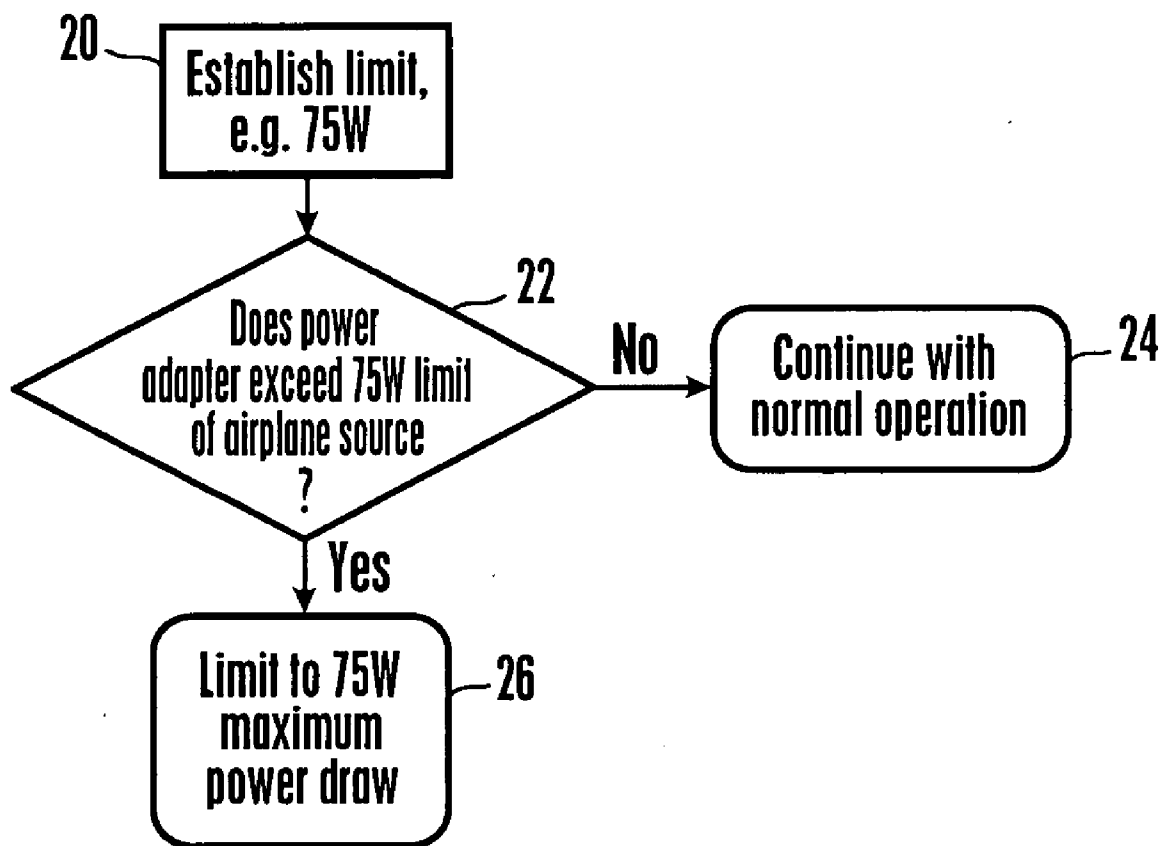 20
Establish limit,
e.g. 75W
22
Does power
adapter exceed 75W limit
of airplane source
?
No
Continue with
normal operation
24
Yes
Limit to 75W
maximum
power draw
26